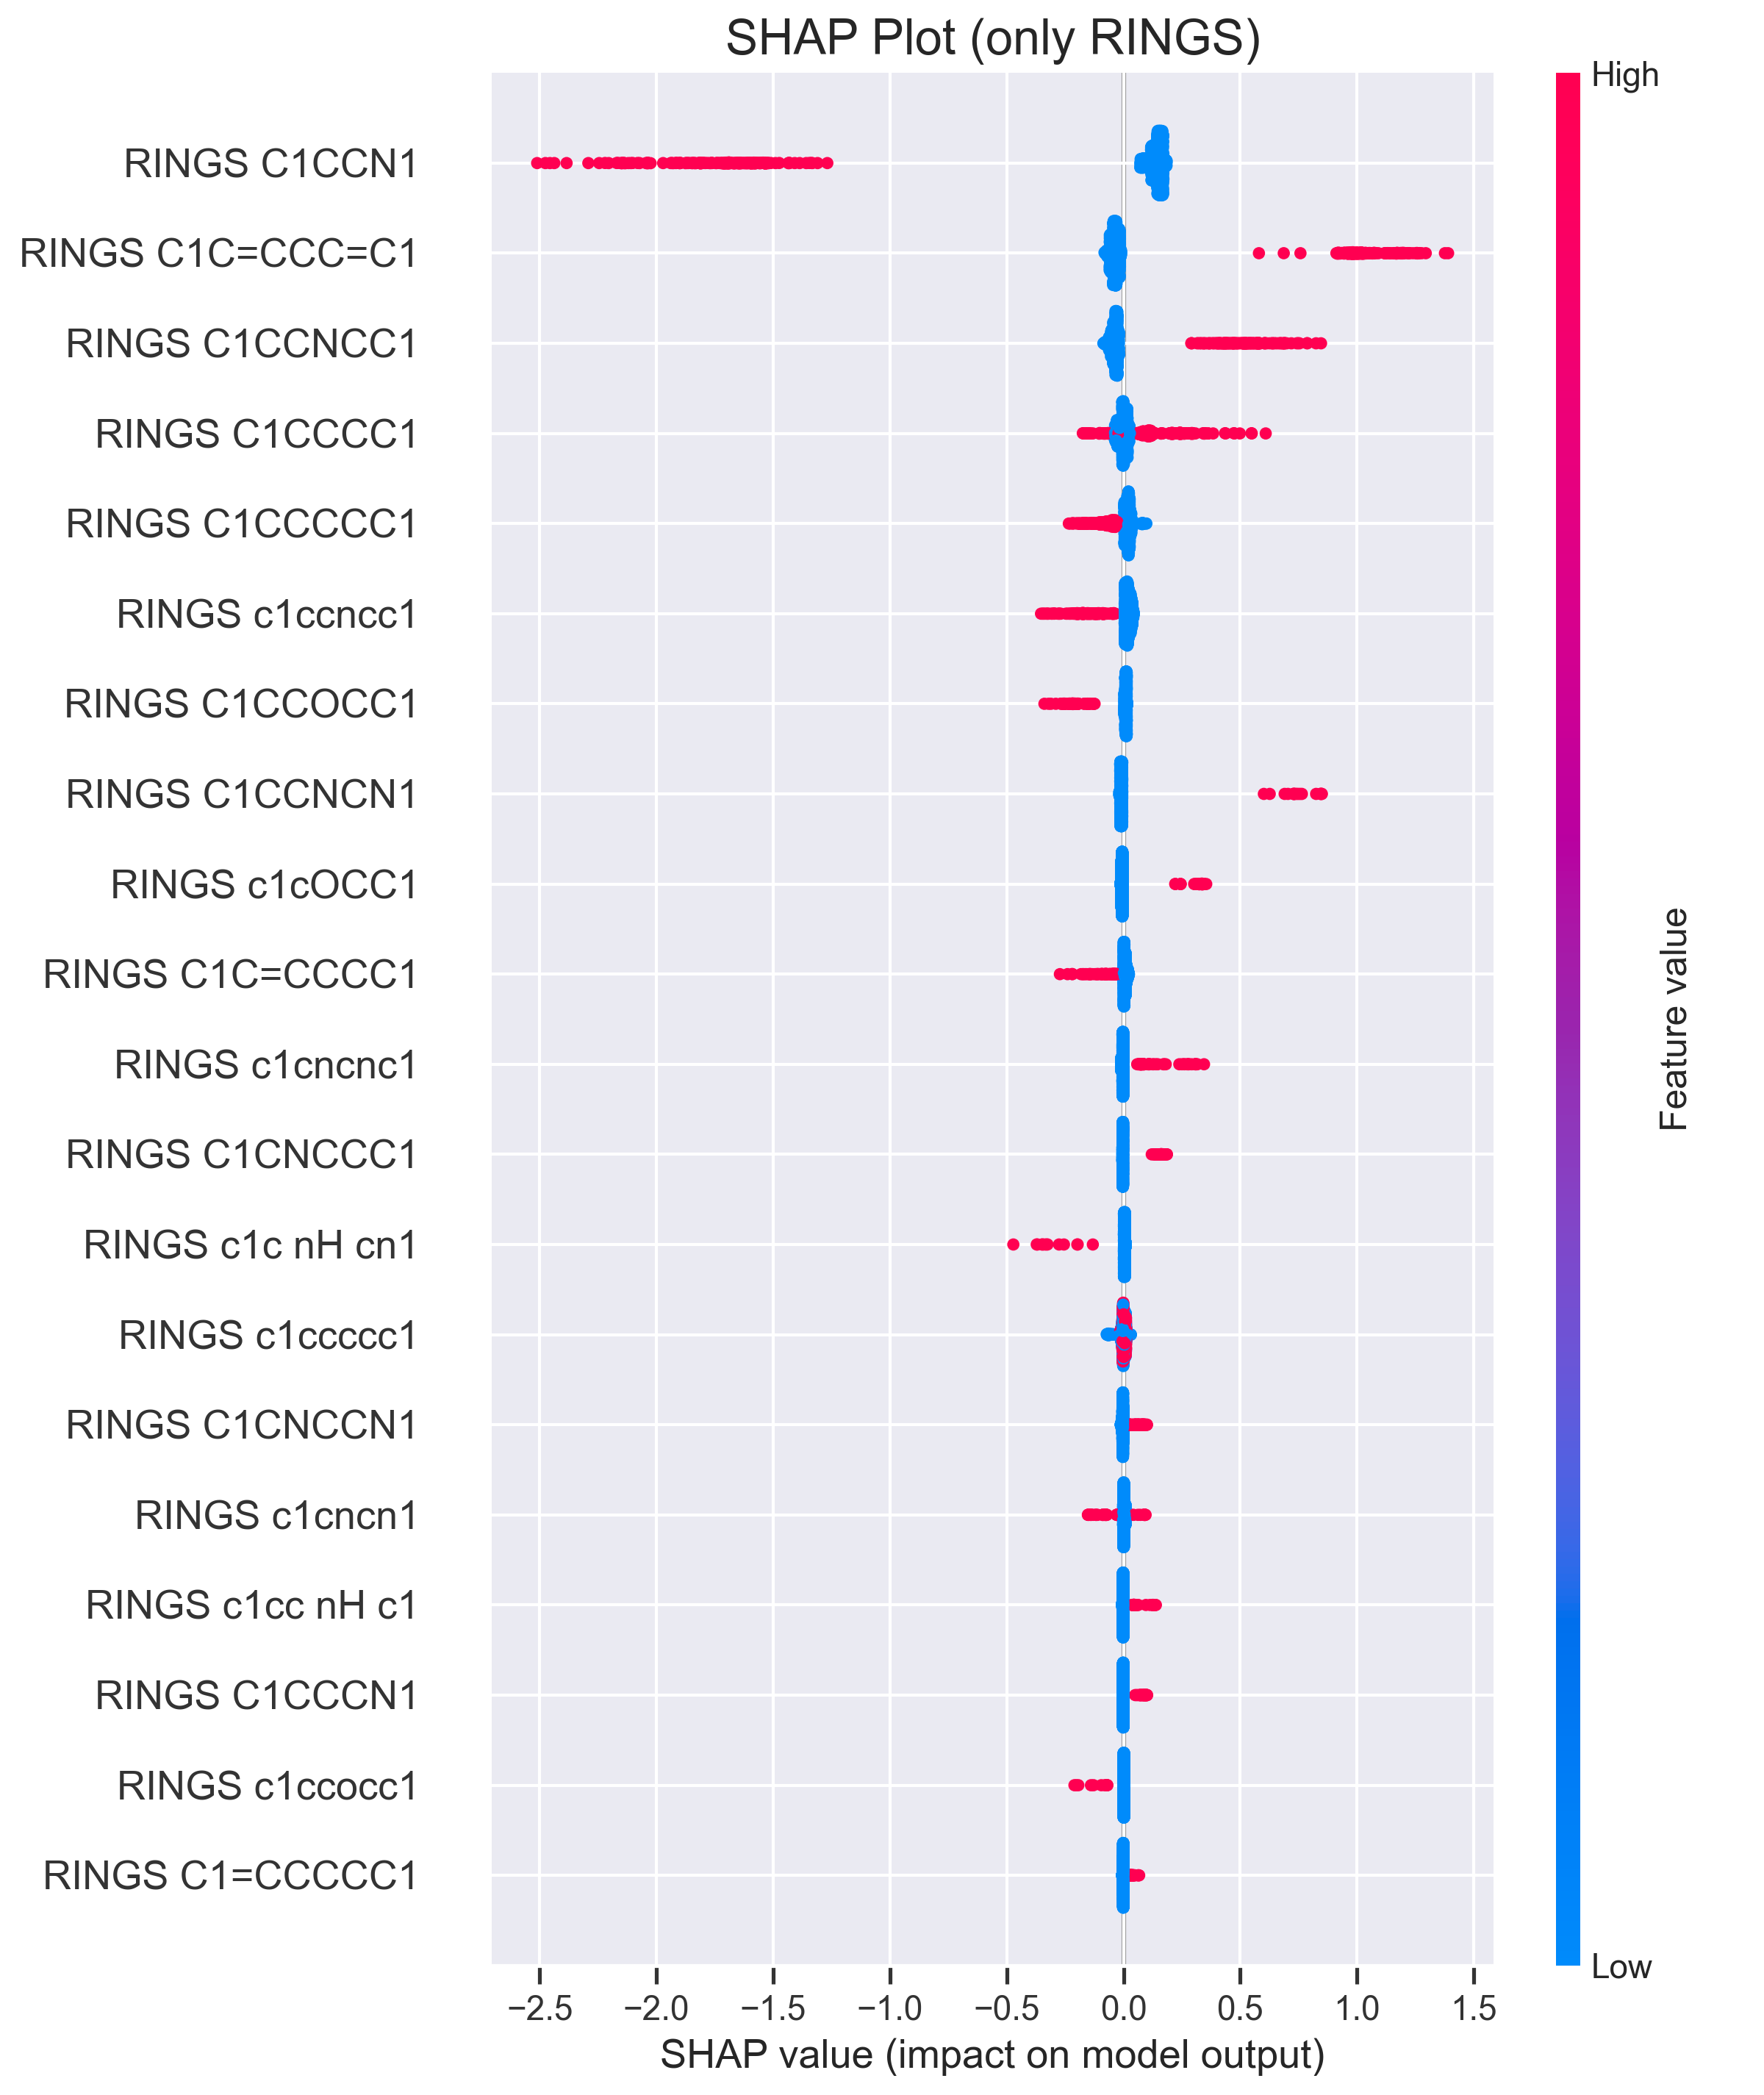 SHAP Plot (only RINGS)
High
RINGS C1CCN1
RINGS C1C=CCC=C1
RINGS C1CCNCC1
RINGS C1CCCC1
RINGS C1CCCCC1
RINGS c1ccncc1
RINGS C1CCOCC1
RINGS C1CCNCN1
RINGS c1cOCC1
RINGS C1C=CCCC1
RINGS c1cncnc1
RINGS C1CNCCC1
RINGS c1c nH cn1
RINGS c1ccccc1
RINGS C1CNCCN1
RINGS c1cncn1
RINGS c1cc nH c1
RINGS C1CCCN1
RINGS c1ccocc1
RINGS C1=CCCCC1
Feature value
Low
−2.5 −2.0 −1.5 −1.0 −0.5 0.0 0.5 1.0 1.5
SHAP value (impact on model output)